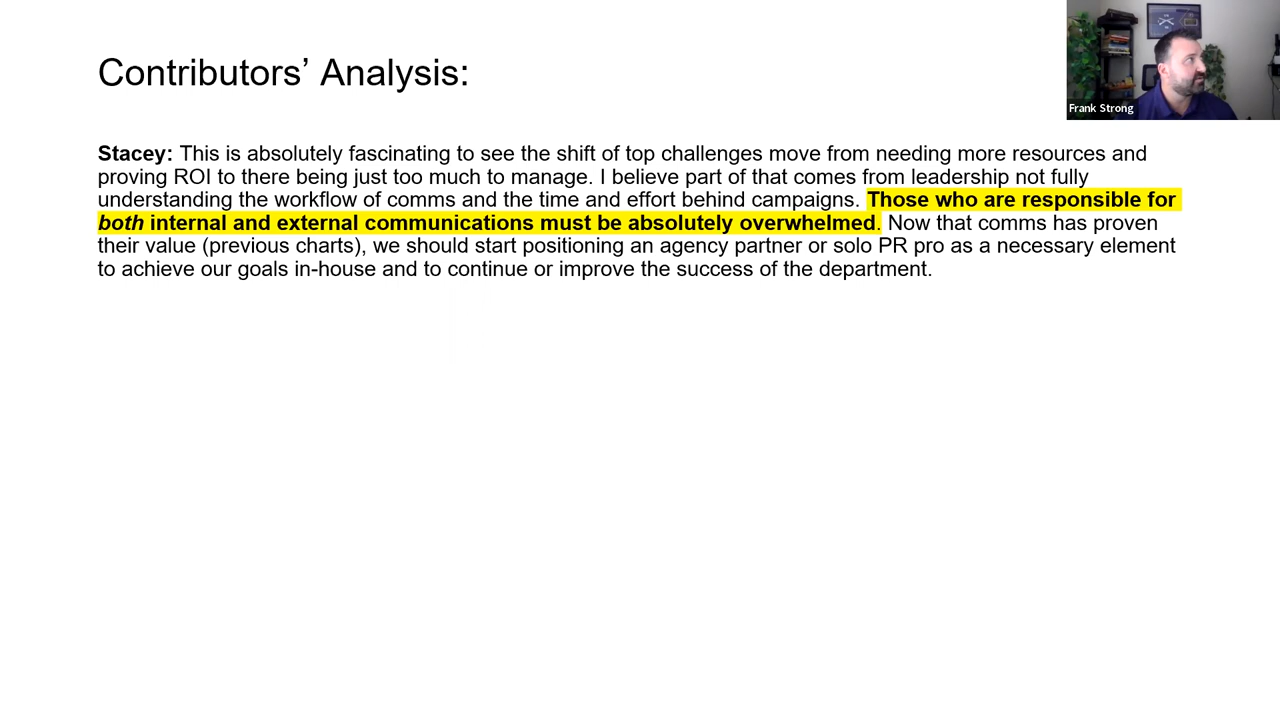 Contributors’ Analysis:
Frank Strong
Stacey: This is absolutely fascinating to see the shift of top challenges move from needing more resources and
proving ROI to there being just too much to manage. I believe part of that comes from leadership not fully
understanding the workflow of comms and the time and effort behind campaigns. Those who are responsible for
both internal and external communications must be absolutely overwhelmed. Now that comms has proven
their value (previous charts), we should start positioning an agency partner or solo PR pro as a necessary element
to achieve our goals in-house and to continue or improve the success of the department.